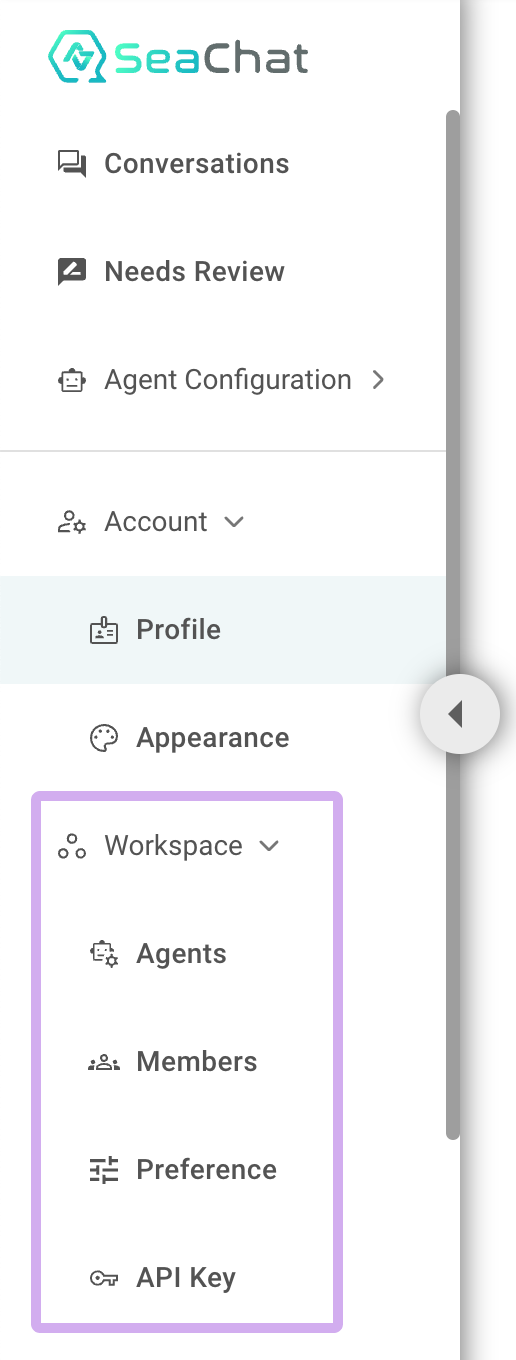 SeaChat
Conversations
Needs Review
Agent Configuration
Account
Profile
Appearance
Workspace
Agents
Members
Preference
API Key